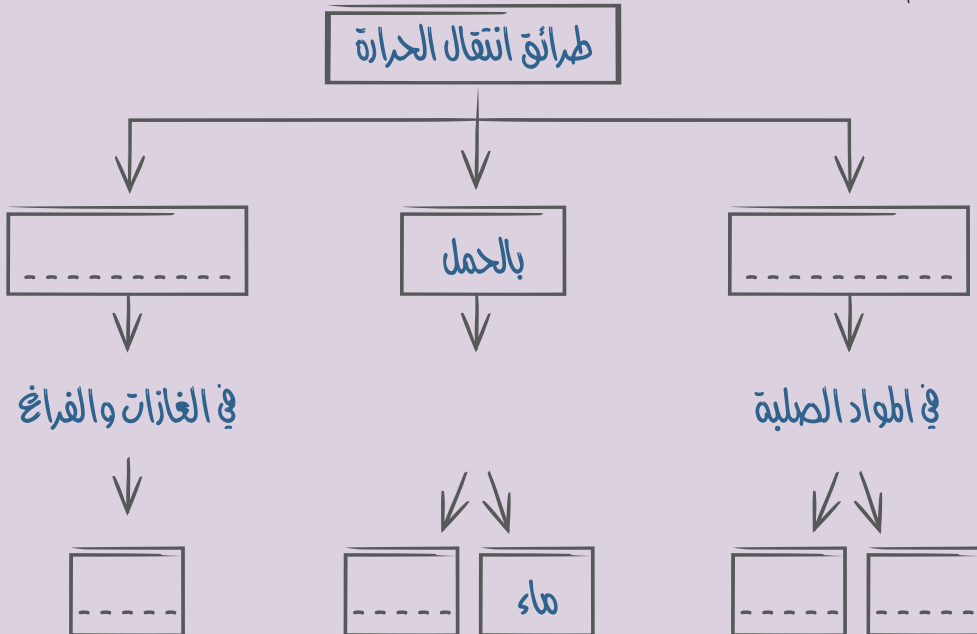 طرائق انتقال الحرارة
بالحمل
في المواد الصلبة
في الغازات والفراغ
ماء